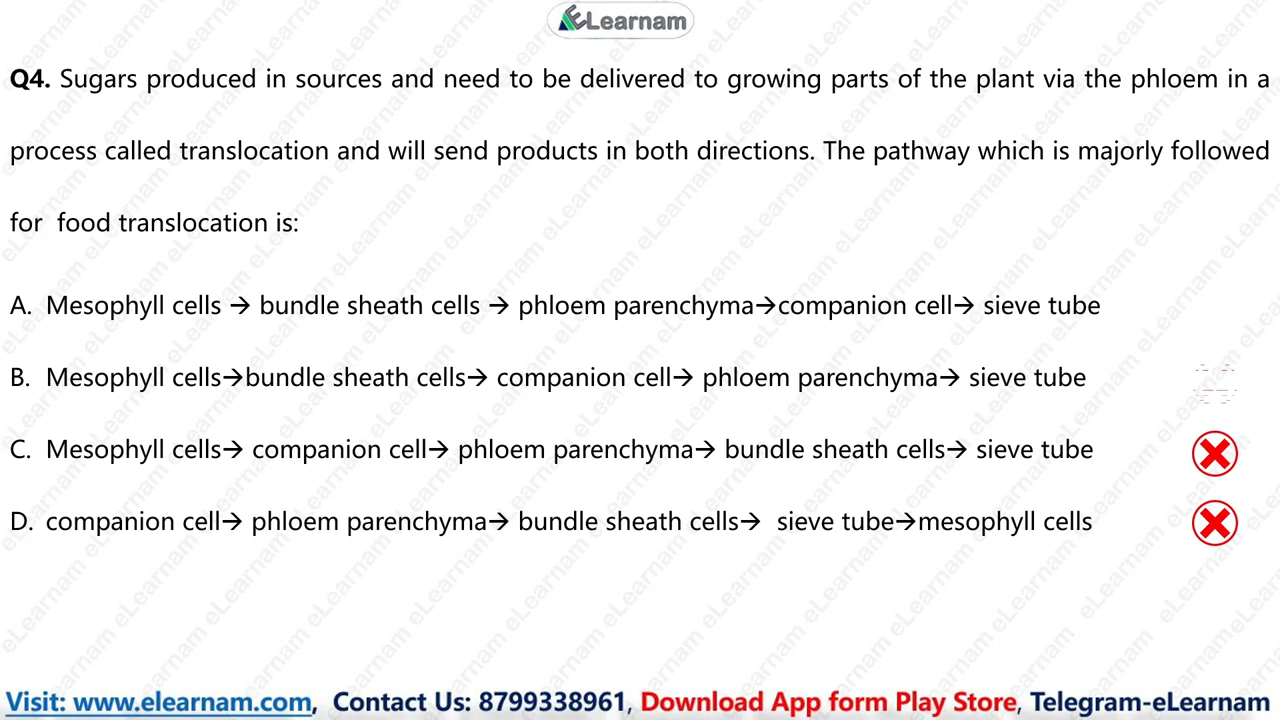 eLearnam
Q4. Sugars produced in sources and need to be delivered to growing parts of the plant via the phloem in a
process called translocation and will send products in both directions. The pathway which is majorly followed
for food translocation is:
A. Mesophyll cells → bundle sheath cells → phloem parenchyma→companion cell→ sieve tube
B. Mesophyll cells→bundle sheath cells→ companion cell→ phloem parenchyma→ sieve tube
C. Mesophyll cells→ companion cell→ phloem parenchyma→ bundle sheath cells→ sieve tube
D. companion cell→ phloem parenchyma→ bundle sheath cells→ sieve tube→mesophyll cells
Visit: www.elearnam.com, Contact Us: 8799338961, Download App form Play Store, Telegram-eLearnam